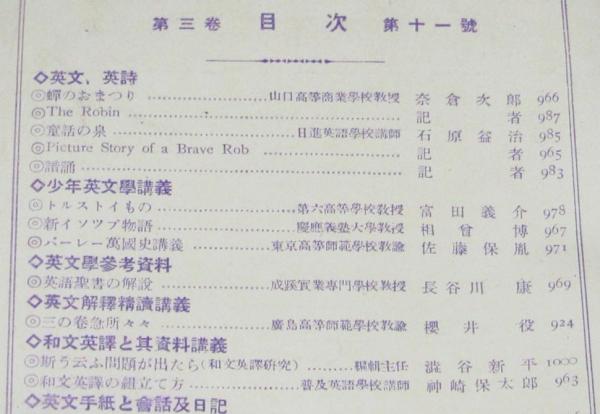 第三卷 目次 第十一號
◇英文、英詩
◎蟬のおまつり 山口高等商業學校教授 奈倉次郎 966
◎The Robin 記者 987
◎童話の泉 日進英語學校講師 石原益治 985
◎Picture Story of a Brave Rob 記者 965
◎諳誦 記者 983
◇少年英文學講義
◎トルストイもの 第六高等學校教授 富田義介 978
◎新イソツプ物語 慶應義塾大學教授 相曾博 967
◎パーレー萬國史講義 東京高等師範學校教諭 佐藤保胤 971
◇英文學參考資料
◎英語聖書の解說 成蹊實業專門學校教授 長谷川康 969
◇英文解釋精讀講義
◎三の卷急所々々 廣島高等師範學校教諭 櫻井役 924
◇和文英譯と其資料講義
◎斯う云ふ問題が出たら(和文英譯硏究) 編輯主任 澁谷新平 1000
◎和文英譯の組立て方 普及英語學校講師 神崎保太郎 963
◇英文手紙と會話及日記